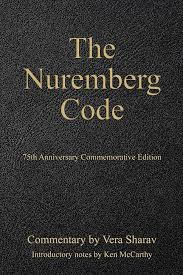 The
Nuremberg
Code
75th Anniversary Commemorative Edition
Commentary by Vera Sharav
Introductory notes by Ken McCarthy